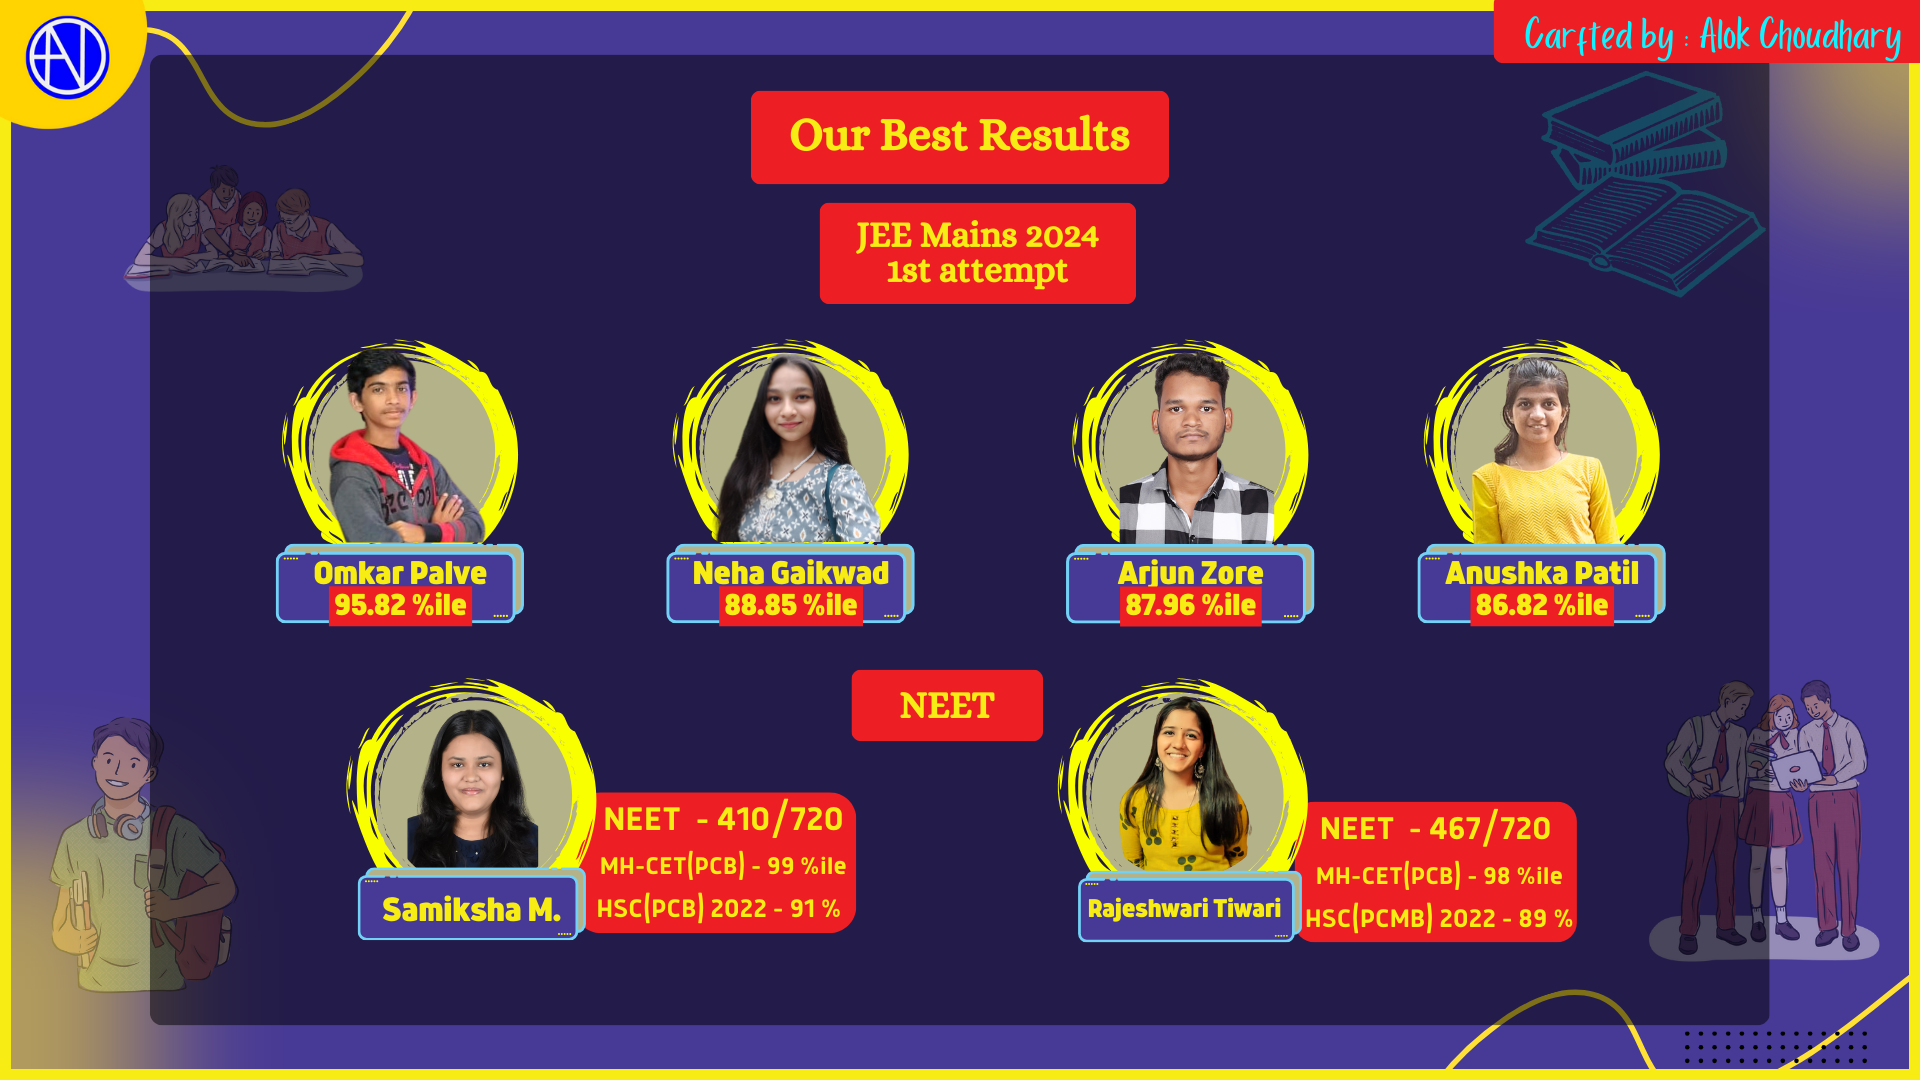 Carfted by : Alok Choudhary
Our Best Results
JEE Mains 2024
1st attempt
Omkar Palve
95.82 %ile
Neha Gaikwad
88.85 %ile
Arjun Zore
87.96 %ile
Anushka Patil
86.82 %ile
NEET
NEET - 410/720
MH-CET(PCB) - 99 %ile
HSC(PCB) 2022 - 91 %
Samiksha M.
NEET - 467/720
MH-CET(PCB) - 98 %ile
HSC(PCMB) 2022 - 89 %
Rajeshwari Tiwari